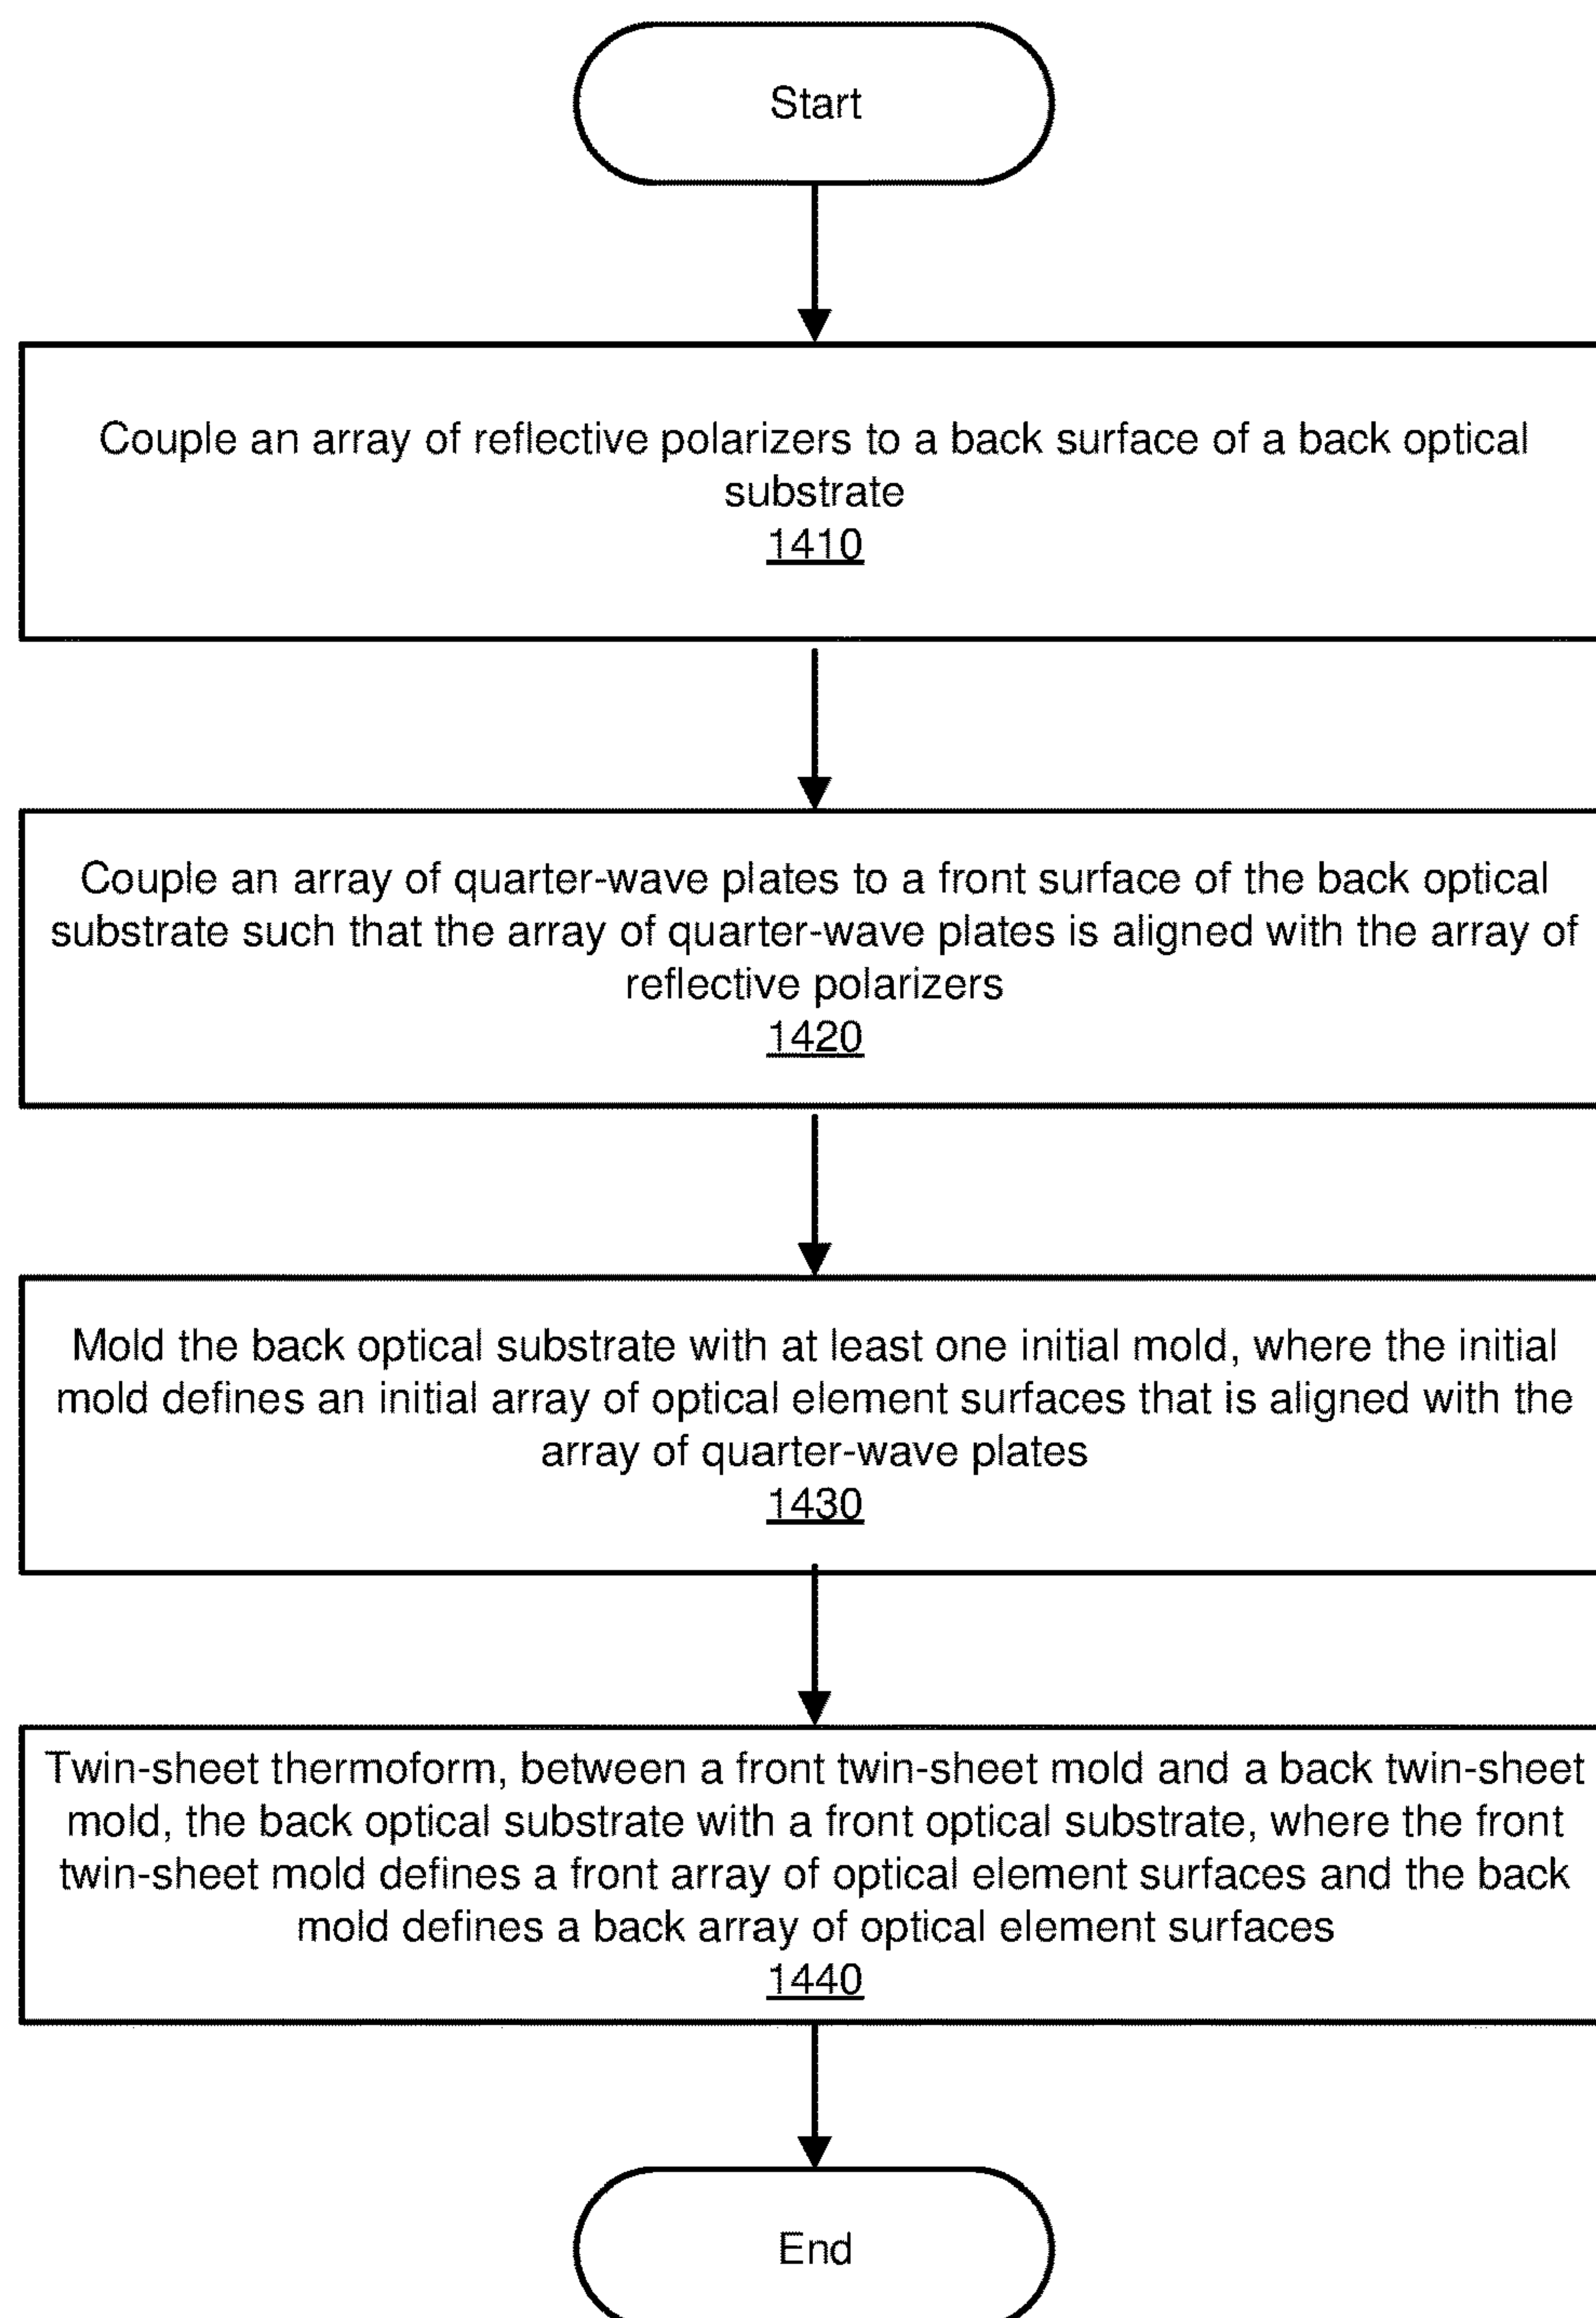 Start
Couple an array of reflective polarizers to a back surface of a back optical
substrate
1410
Couple an array of quarter-wave plates to a front surface of the back optical
substrate such that the array of quarter-wave plates is aligned with the array of
reflective polarizers
1420
Mold the back optical substrate with at least one initial mold, where the initial
mold defines an initial array of optical element surfaces that is aligned with the
array of quarter-wave plates
1430
Twin-sheet thermoform, between a front twin-sheet mold and a back twin-sheet
mold, the back optical substrate with a front optical substrate, where the front
twin-sheet mold defines a front array of optical element surfaces and the back
mold defines a back array of optical element surfaces
1440
End